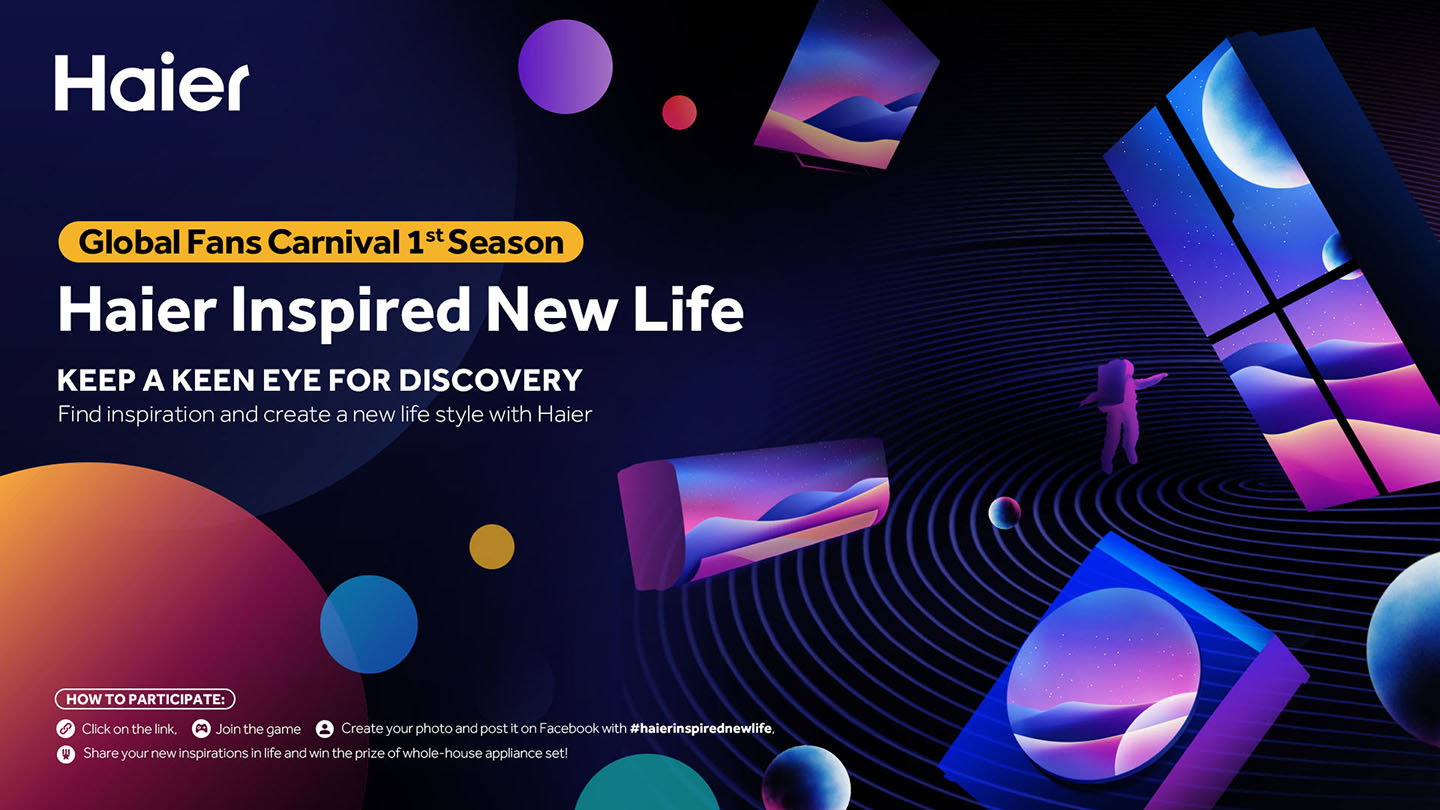 Haier
Global Fans Carnival 1st Season
Haier Inspired New Life
KEEP A KEEN EYE FOR DISCOVERY
Find inspiration and create a new life style with Haier
HOW TO PARTICIPATE:
Click on the link, Join the game Create your photo and post it on Facebook with #haierinspirednewlife,
Share your new inspirations in life and win the prize of whole-house appliance set!